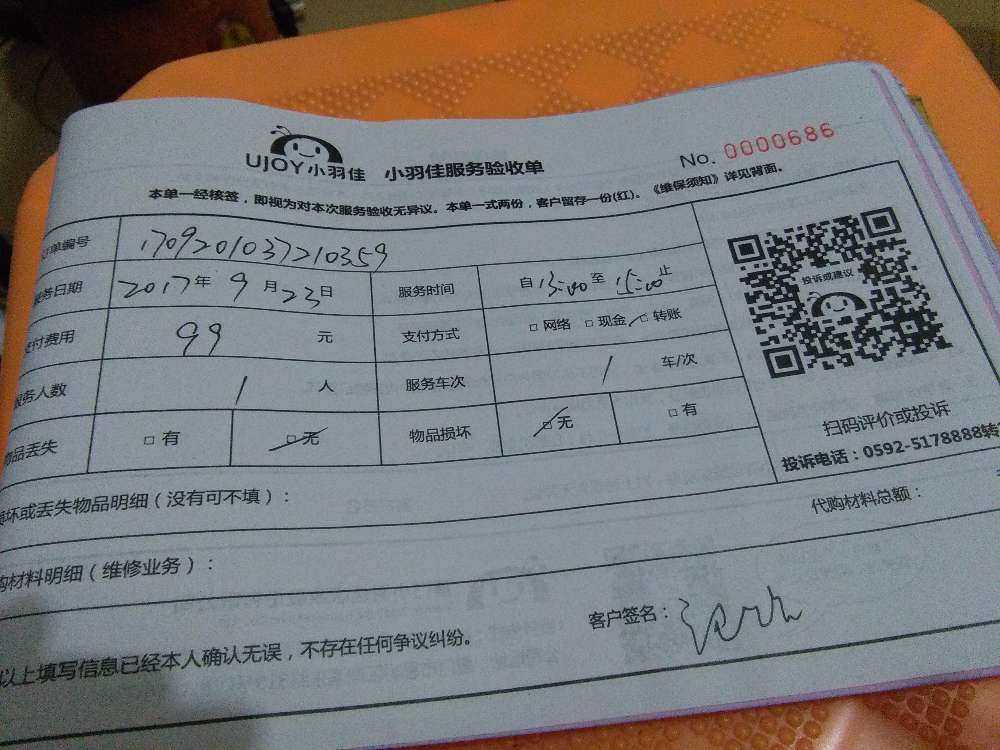 UJOY小羽佳 小羽佳服务验收单 No. 0000686
本单一经核签，即视为对本次服务验收无异议。本单一式两份，客户留存一份(红)。《维保须知》详见背面。
单编号 1709201037210359
务日期 2017年9月23日 服务时间 自13:00至15:00止
付费用 99 元 支付方式 □网络 □现金 □转账
务人数 1 人 服务车次 1 车/次
品丢失 □有 □无 物品损坏 □无 □有
投诉或建议
扫码评价或投诉
投诉电话：0592-5178888转
坏或丢失物品明细（没有可不填）：
代购材料总额：
购材料明细（维修业务）：
以上填写信息已经本人确认无误，不存在任何争议纠纷。
客户签名：